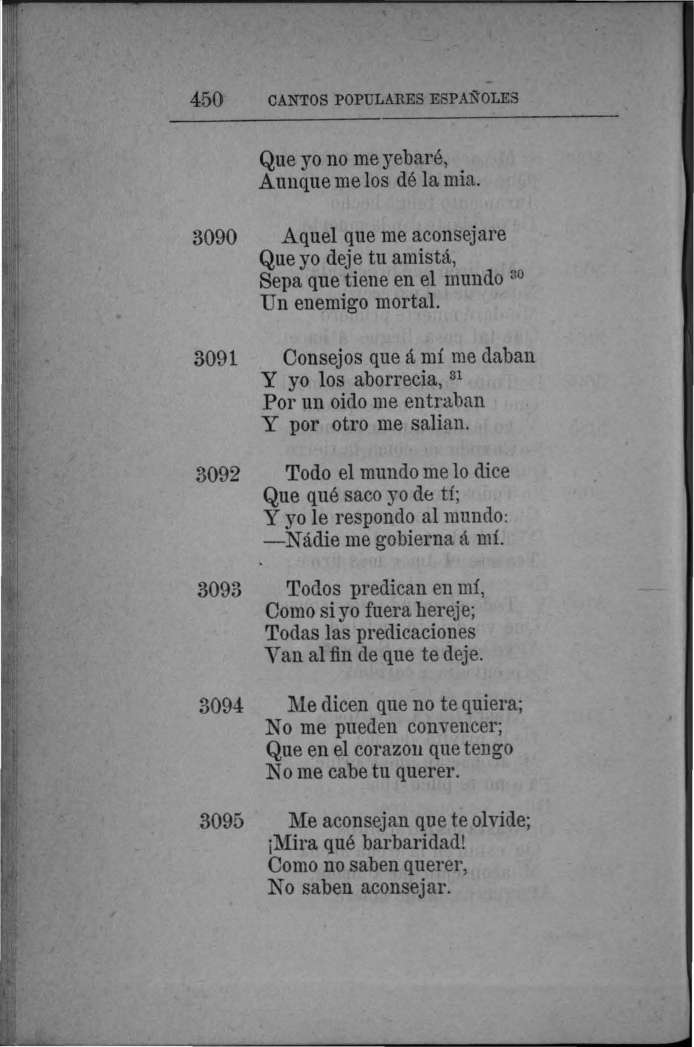 450 CANTOS POPULARES ESPAÑOLES
Que yo no me yebaré,
Aunque me los dé la mia.
3090 Aquel que me aconsejare
Que yo deje tu amistá,
Sepa que tiene en el mundo 30
Un enemigo mortal.
3091 Consejos que á mí me daban
Y yo los aborrecia, 31
Por un oido me entraban
Y por otro me salian.
3092 Todo el mundo me lo dice
Que qué saco yo de tí;
Y yo le respondo al mundo:
—Nádie me gobierna á mí.
3093 Todos predican en mí,
Como si yo fuera hereje;
Todas las predicaciones
Van al fin de que te deje.
3094 Me dicen que no te quiera;
No me pueden convencer;
Que en el corazon que tengo
No me cabe tu querer.
3095 Me aconsejan que te olvide;
¡Mira qué barbaridad!
Como no saben querer,
No saben aconsejar.